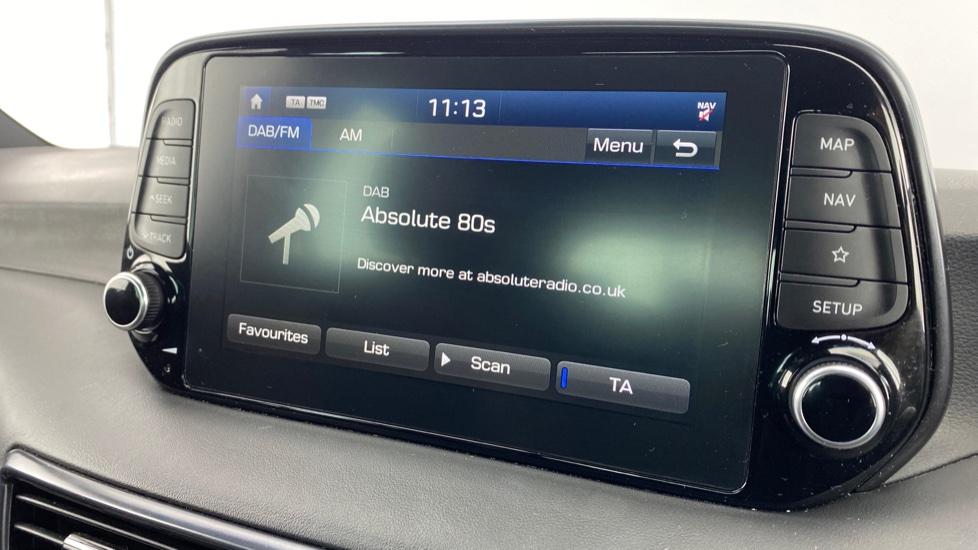 TA TMC 11:13 NAV
DAB/FM AM Menu
DAB
Absolute 80s
Discover more at absoluteradio.co.uk
Favourites List Scan TA
RADIO
MEDIA
SEEK
TRACK
MAP
NAV
SETUP